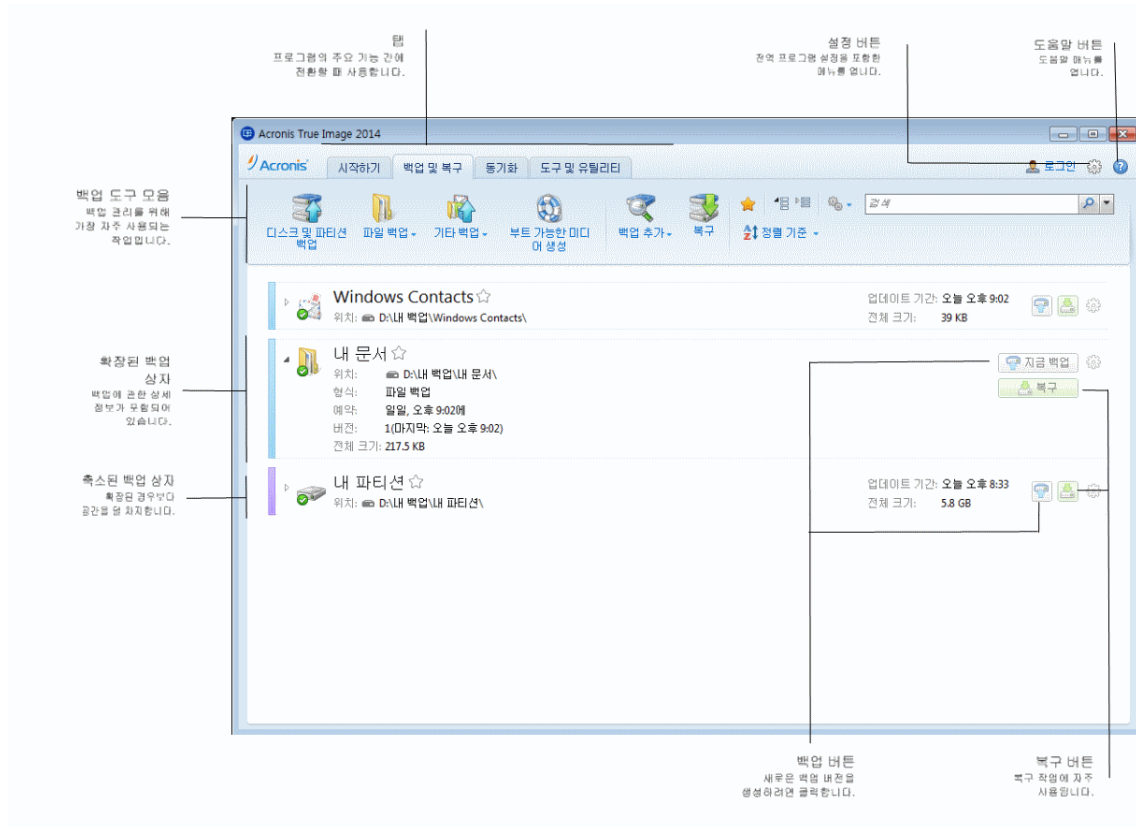 탭
프로그램의 주요 기능 간에
전환할 때 사용합니다.
설정 버튼
전역 프로그램 설정을 포함한
메뉴를 엽니다.
도움말 버튼
도움말 메뉴를
엽니다.
Acronis True Image 2014
Acronis
시작하기
백업 및 복구
동기화
도구 및 유틸리티
로그인
백업 도구 모음
백업 관리를 위해
가장 자주 사용되는
작업입니다.
디스크 및 파티션
백업
파일 백업
기타 백업
부트 가능한 미디
어 생성
백업 추가
복구
정렬 기준
검색
Windows Contacts
위치: D:\내 백업\Windows Contacts\
업데이트 기간: 오늘 오후 9:02
전체 크기: 39 KB
확장된 백업
상자
백업에 관한 상세
정보가 포함되어
있습니다.
내 문서
위치: D:\내 백업\내 문서\
형식: 파일 백업
예약: 일일, 오후 9:02에
버전: 1(마지막: 오늘 오후 9:02)
전체 크기: 217.5 KB
지금 백업
복구
축소된 백업 상자
확장된 경우보다
공간을 덜 차지합니다.
내 파티션
위치: D:\내 백업\내 파티션\
업데이트 기간: 오늘 오후 8:33
전체 크기: 5.8 GB
백업 버튼
새로운 백업 버전을
생성하려면 클릭합니다.
복구 버튼
복구 작업에 자주
사용됩니다.